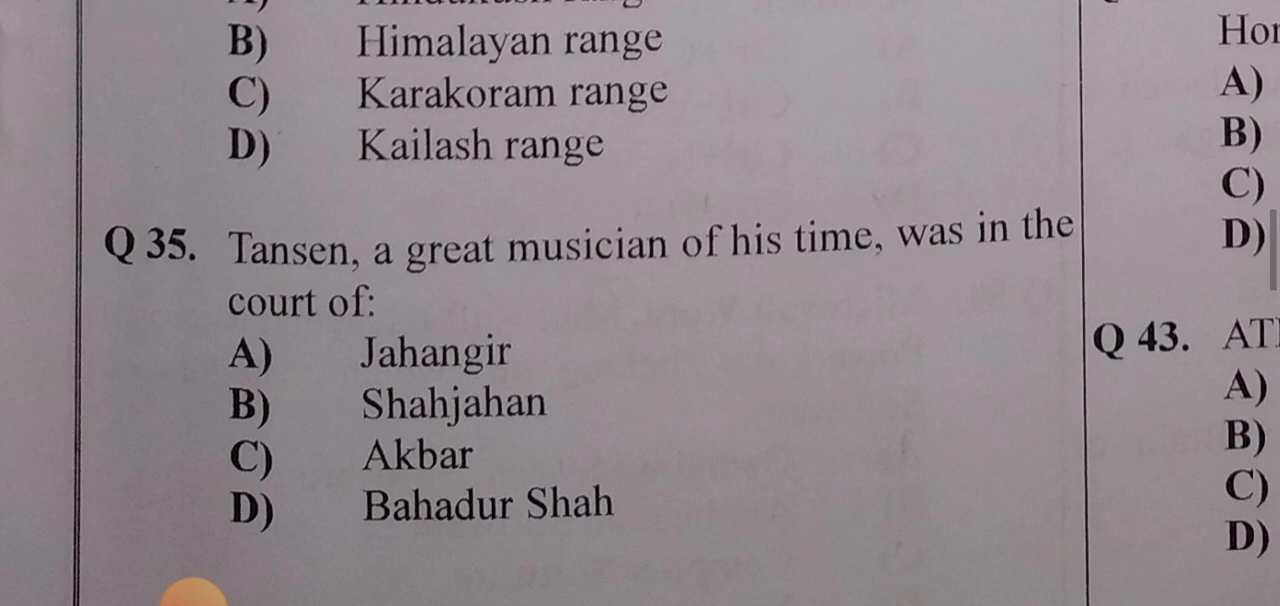 B) Himalayan range
C) Karakoram range
D) Kailash range
Q 35. Tansen, a great musician of his time, was in the
court of:
A) Jahangir
B) Shahjahan
C) Akbar
D) Bahadur Shah
A)
B)
C)
D)
Q 43.
A)
B)
C)
D)